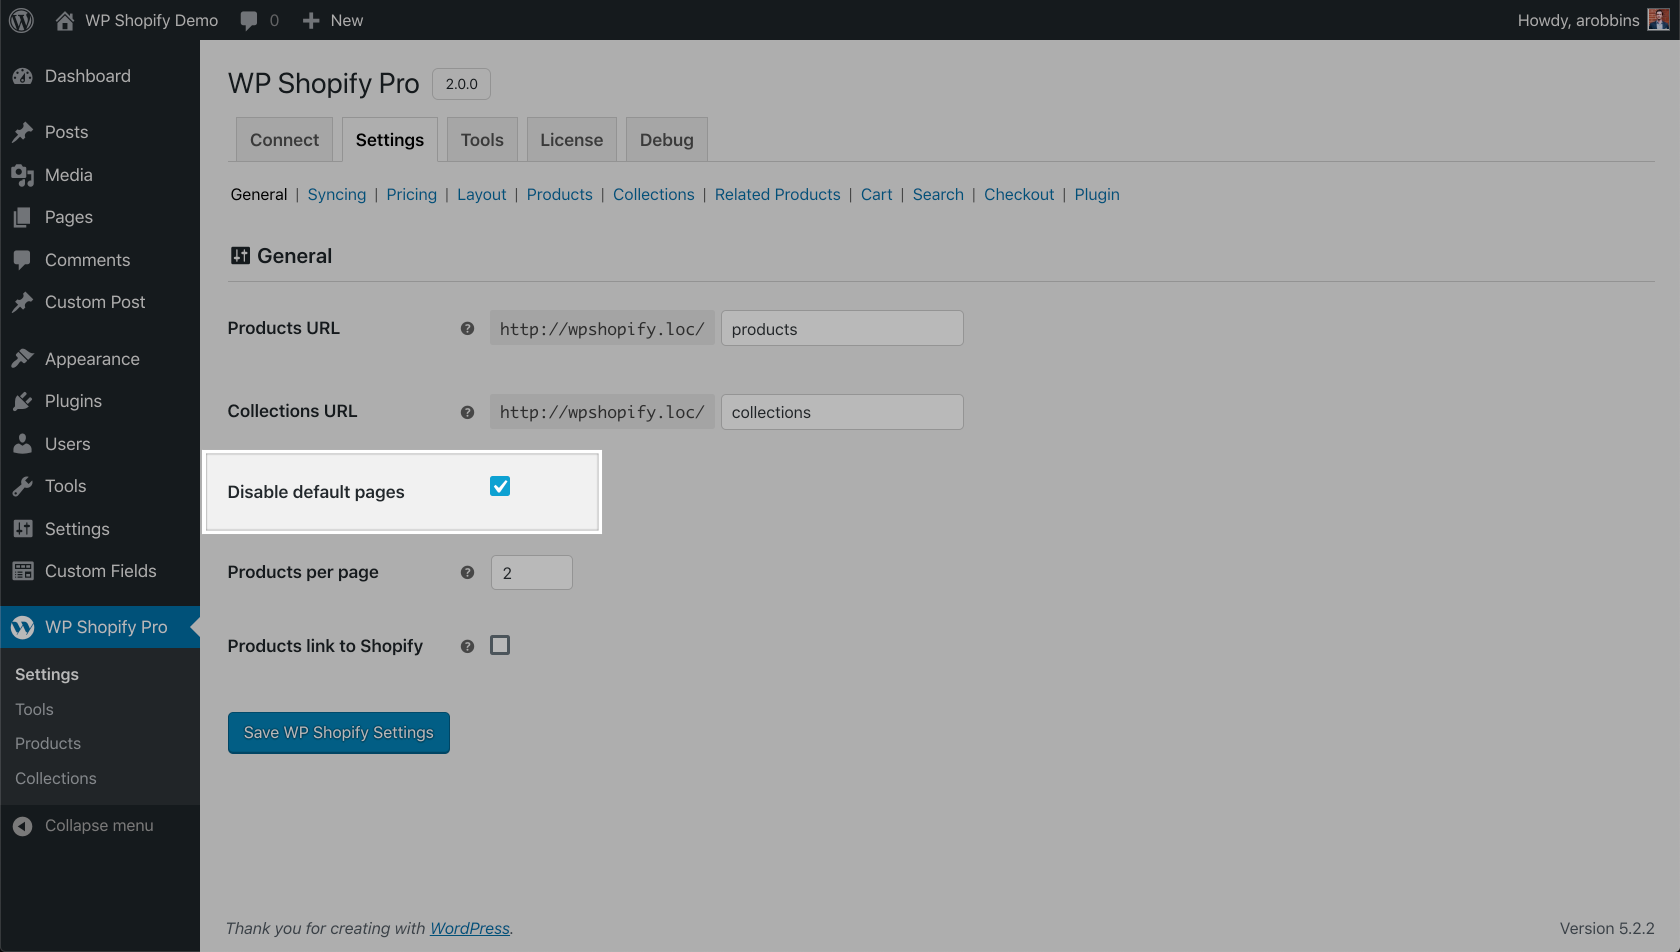 WP Shopify Demo 0 New Howdy, arobbins
Dashboard
Posts
Media
Pages
Comments
Custom Post
Appearance
Plugins
Users
Tools
Settings
Custom Fields
WP Shopify Pro
Settings
Tools
Products
Collections
Collapse menu
WP Shopify Pro 2.0.0
Connect Settings Tools License Debug
General | Syncing | Pricing | Layout | Products | Collections | Related Products | Cart | Search | Checkout | Plugin
General
Products URL ? http://wpshopify.loc/ products
Collections URL ? http://wpshopify.loc/ collections
Disable default pages
Products per page ? 2
Products link to Shopify ?
Save WP Shopify Settings
Thank you for creating with WordPress. Version 5.2.2